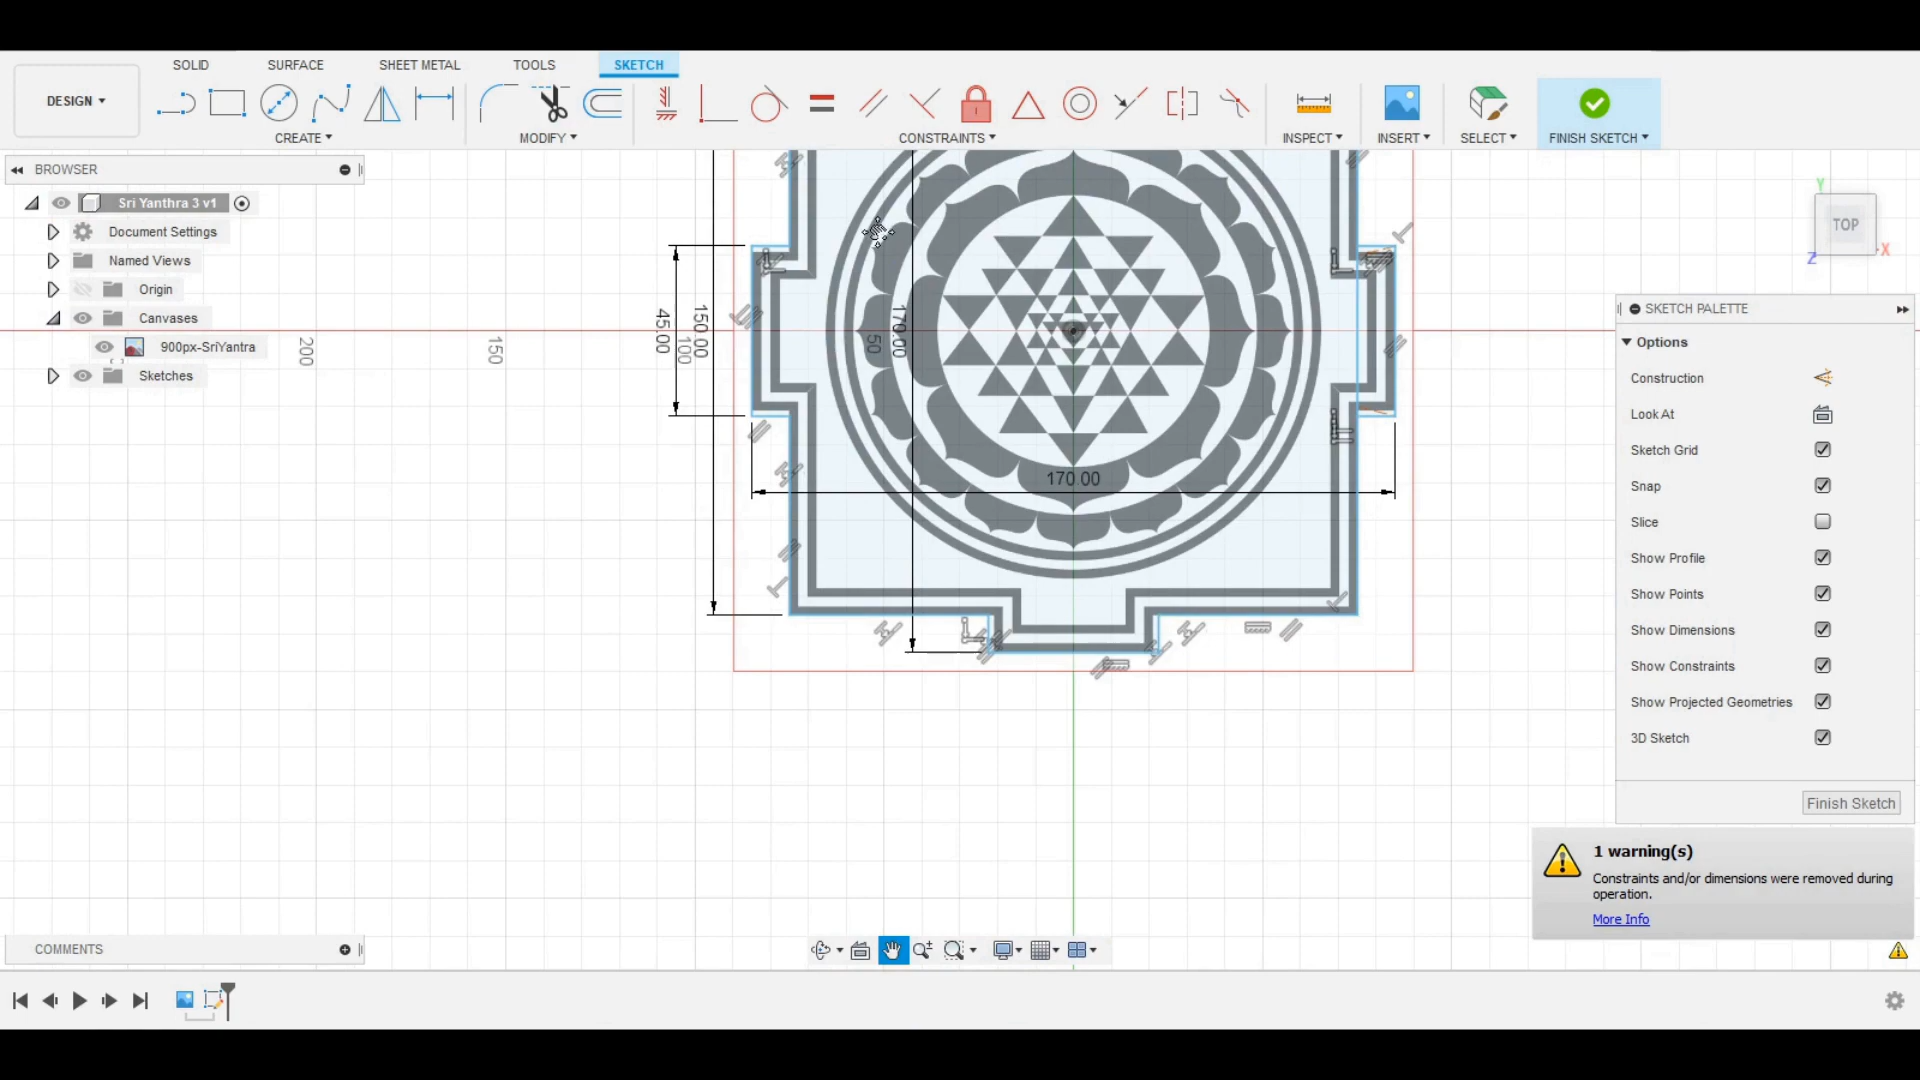 SOLID
SURFACE
SHEET METAL
TOOLS
SKETCH
DESIGN
CREATE
MODIFY
CONSTRAINTS
INSPECT
INSERT
SELECT
FINISH SKETCH
BROWSER
Sri Yanthra 3 v1
Document Settings
Named Views
Origin
Canvases
900px-SriYantra
Sketches
200
150
100
50
45.00
150.00
170.00
170.00
TOP
Y
X
Z
SKETCH PALETTE
Options
Construction
Look At
Sketch Grid
Snap
Slice
Show Profile
Show Points
Show Dimensions
Show Constraints
Show Projected Geometries
3D Sketch
Finish Sketch
1 warning(s)
Constraints and/or dimensions were removed during
operation.
More Info
COMMENTS